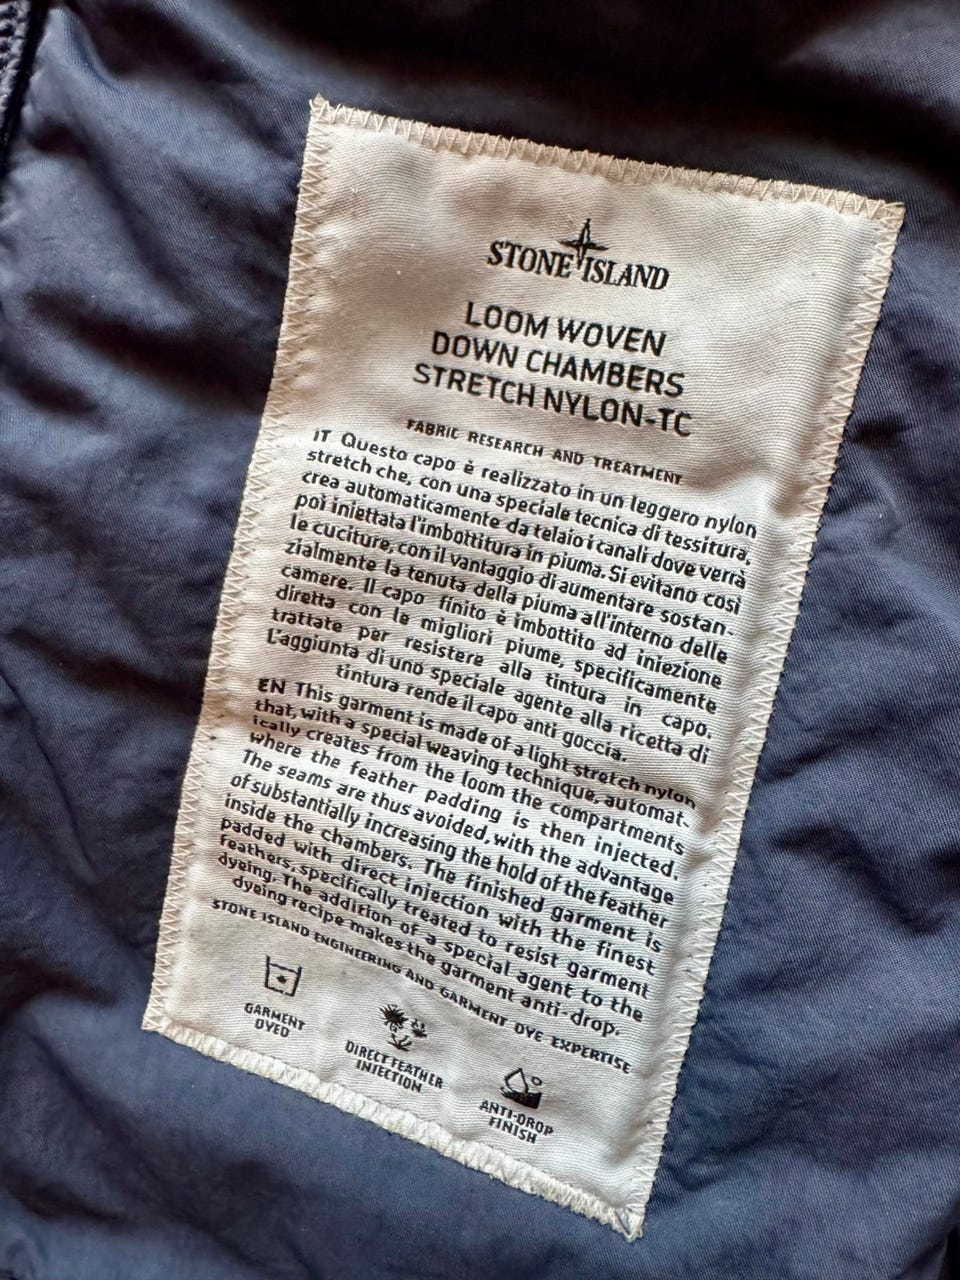 STONE ISLAND
LOOM WOVEN
DOWN CHAMBERS
STRETCH NYLON-TC
FABRIC RESEARCH AND TREATMENT
IT Questo capo è realizzato in un leggero nylon
stretch che, con una speciale tecnica di tessitura,
crea automaticamente da telaio i canali dove verrà
poi iniettata l'imbottitura in piuma. Si evitano così
le cuciture, con il vantaggio di aumentare sostan-
zialmente la tenuta della piuma all'interno delle
camere. Il capo finito è imbottito ad iniezione
diretta con le migliori piume, specificamente
trattate per resistere alla tintura in capo.
L'aggiunta di uno speciale agente alla ricetta di
tintura rende il capo anti goccia.
EN This garment is made of a light stretch nylon
that, with a special weaving technique, automat-
ically creates from the loom the compartments
where the feather padding is then injected.
The seams are thus avoided, with the advantage
of substantially increasing the hold of the feather
inside the chambers. The finished garment is
padded with direct injection with the finest
feathers, specifically treated to resist garment
dyeing. The addition of a special agent to the
dyeing recipe makes the garment anti-drop.
STONE ISLAND ENGINEERING AND GARMENT DYE EXPERTISE
GARMENT
DYED
DIRECT FEATHER
INJECTION
ANTI-DROP
FINISH